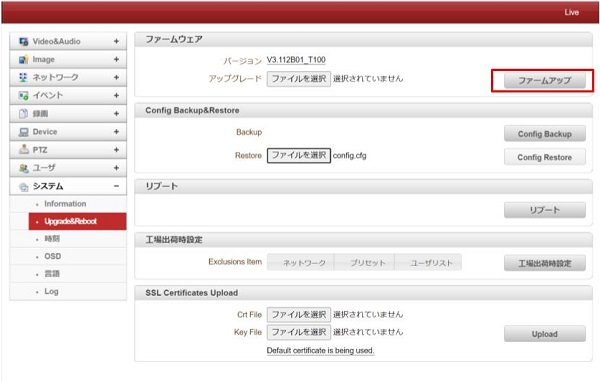 Live
Video&Audio +
Image +
ネットワーク +
イベント +
録画 +
Device +
PTZ +
ユーザ +
システム −
Information
Upgrade&Reboot
時刻
OSD
言語
Log
ファームウェア
バージョン V3.112B01_T100
アップグレード ファイルを選択 選択されていません ファームアップ
Config Backup&Restore
Backup Config Backup
Restore ファイルを選択 config.cfg Config Restore
リブート
リブート
工場出荷時設定
Exclusions Item ネットワーク プリセット ユーザリスト 工場出荷時設定
SSL Certificates Upload
Crt File ファイルを選択 選択されていません
Key File ファイルを選択 選択されていません Upload
Default certificate is being used.